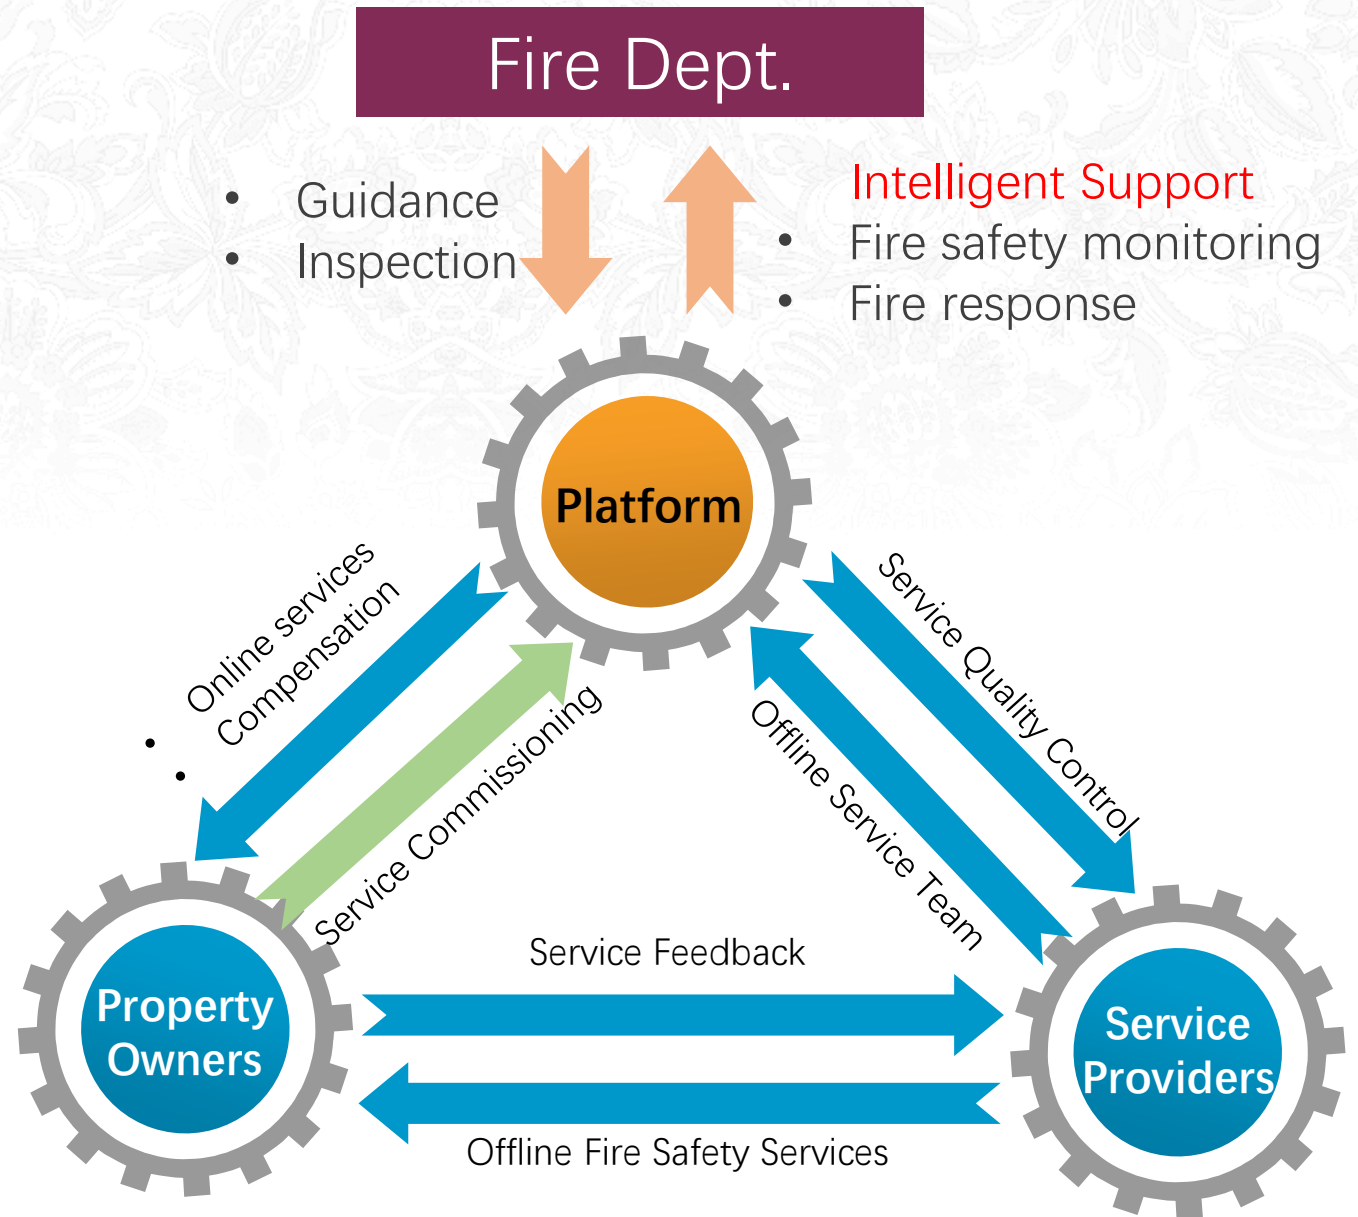 Fire Dept.
• Guidance
• Inspection
Intelligent Support
• Fire safety monitoring
• Fire response
Platform
• Online services
• Compensation
Service Commissioning
Service Quality Control
Offline Service Team
Service Feedback
Property
Owners
Service
Providers
Offline Fire Safety Services